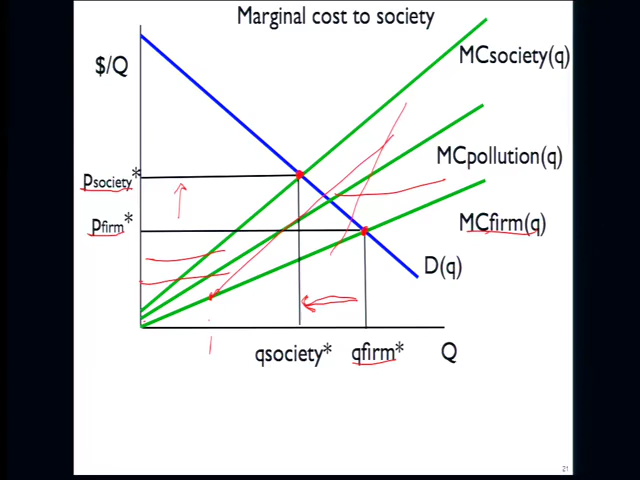 Marginal cost to society
$/Q
MCsociety(q)
MCpollution(q)
psociety*
pfirm*
MCfirm(q)
D(q)
qsociety*
qfirm*
Q
21